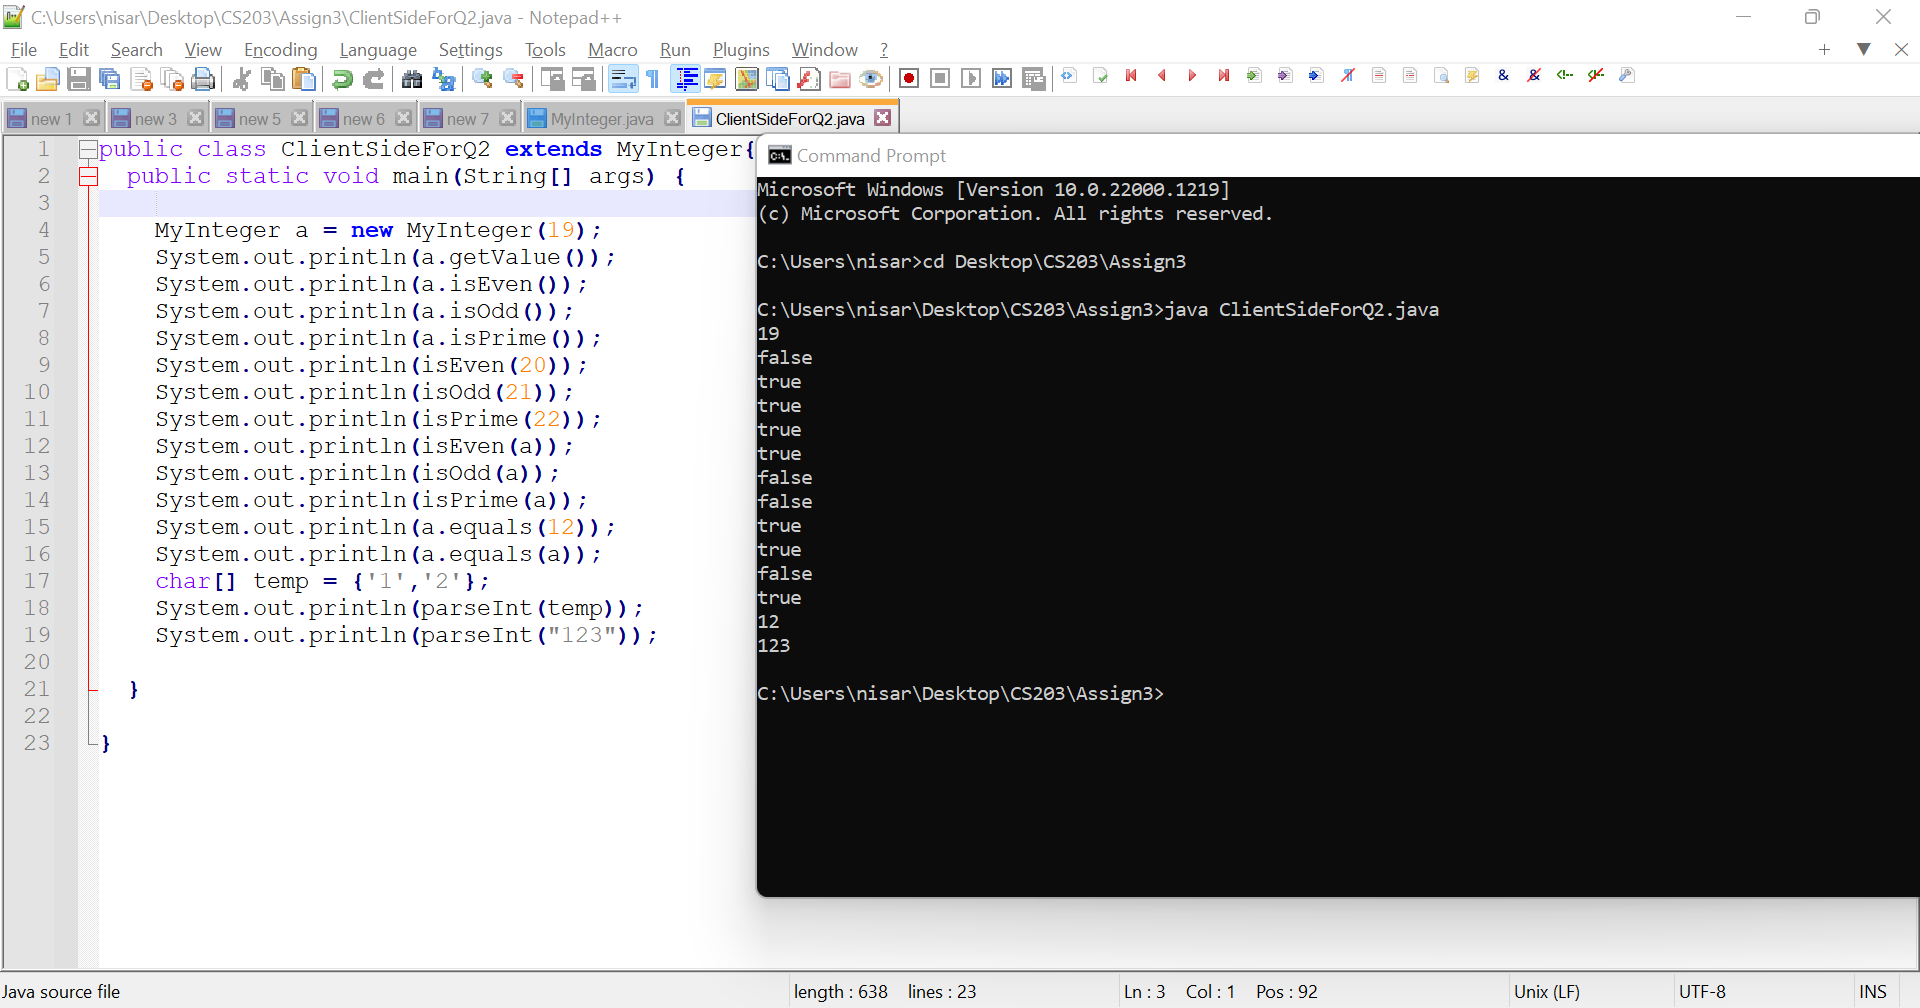 C:\Users\nisar\Desktop\CS203\Assign3\ClientSideForQ2.java - Notepad++
File Edit Search View Encoding Language Settings Tools Macro Run Plugins Window ?
new 1 new 3 new 5 new 6 new 7 MyInteger.java ClientSideForQ2.java
1 public class ClientSideForQ2 extends MyInteger{
2 public static void main(String[] args) {
3
4 MyInteger a = new MyInteger(19);
5 System.out.println(a.getValue());
6 System.out.println(a.isEven());
7 System.out.println(a.isOdd());
8 System.out.println(a.isPrime());
9 System.out.println(isEven(20));
10 System.out.println(isOdd(21));
11 System.out.println(isPrime(22));
12 System.out.println(isEven(a));
13 System.out.println(isOdd(a));
14 System.out.println(isPrime(a));
15 System.out.println(a.equals(12));
16 System.out.println(a.equals(a));
17 char[] temp = {'1','2'};
18 System.out.println(parseInt(temp));
19 System.out.println(parseInt("123"));
20
21 }
22
23 }
Command Prompt
Microsoft Windows [Version 10.0.22000.1219]
(c) Microsoft Corporation. All rights reserved.
C:\Users\nisar>cd Desktop\CS203\Assign3
C:\Users\nisar\Desktop\CS203\Assign3>java ClientSideForQ2.java
19
false
true
true
true
true
false
false
true
true
false
true
12
123
C:\Users\nisar\Desktop\CS203\Assign3>
Java source file length : 638 lines : 23 Ln : 3 Col : 1 Pos : 92 Unix (LF) UTF-8 INS